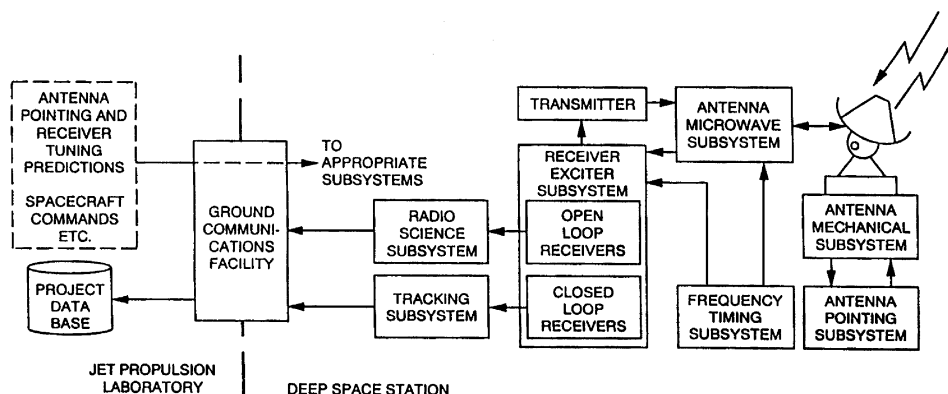 ANTENNA
POINTING AND
RECEIVER
TUNING
PREDICTIONS
SPACECRAFT
COMMANDS
ETC.
PROJECT
DATA
BASE
GROUND
COMMUNI-
CATIONS
FACILITY
TO
APPROPRIATE
SUBSYSTEMS
RADIO
SCIENCE
SUBSYSTEM
TRACKING
SUBSYSTEM
TRANSMITTER
RECEIVER
EXCITER
SUBSYSTEM
OPEN
LOOP
RECEIVERS
CLOSED
LOOP
RECEIVERS
ANTENNA
MICROWAVE
SUBSYSTEM
FREQUENCY
TIMING
SUBSYSTEM
ANTENNA
MECHANICAL
SUBSYSTEM
ANTENNA
POINTING
SUBSYSTEM
JET PROPULSION
LABORATORY
DEEP SPACE STATION